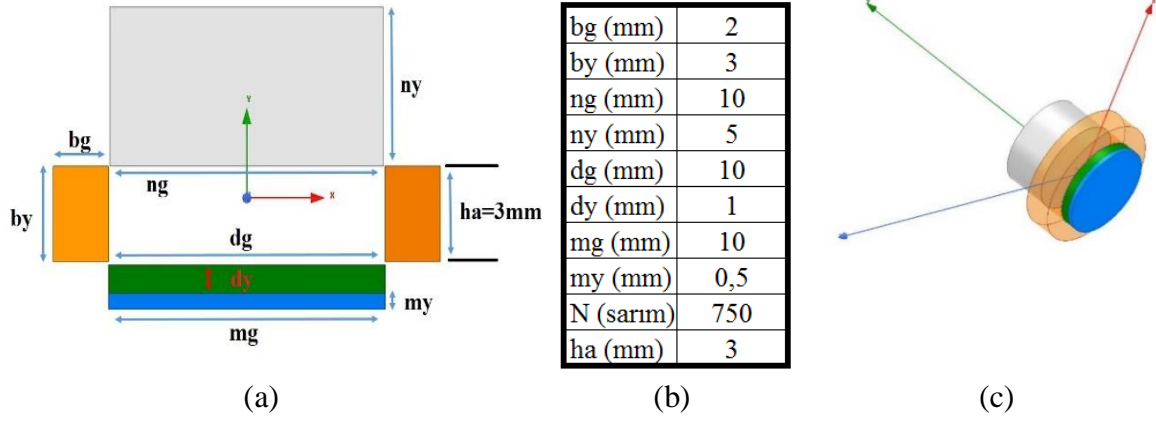 Y
X
ny
bg
ng
by
ha=3mm
dg
dy
my
mg
bg (mm) 2
by (mm) 3
ng (mm) 10
ny (mm) 5
dg (mm) 10
dy (mm) 1
mg (mm) 10
my (mm) 0,5
N (sarım) 750
ha (mm) 3
(a) (b) (c)